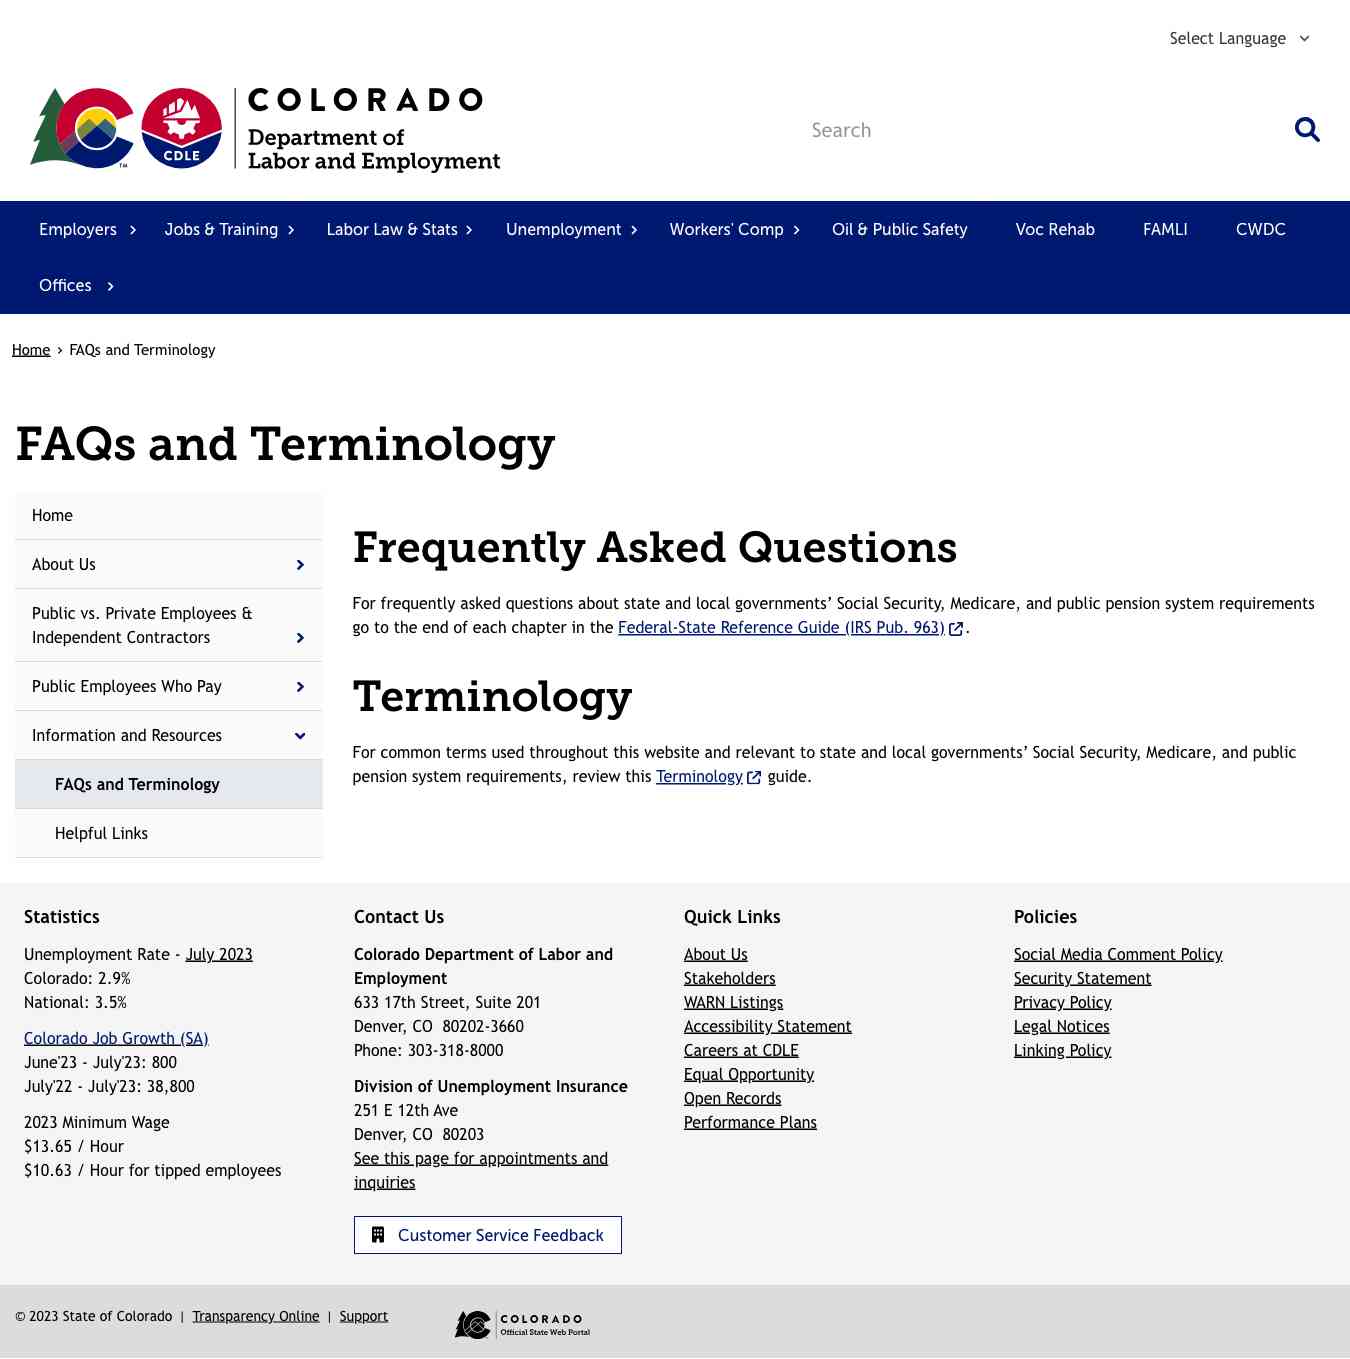 Select Language
COLORADO
Department of
Labor and Employment
CDLE
TM
Search
Employers
Jobs & Training
Labor Law & Stats
Unemployment
Workers' Comp
Oil & Public Safety
Voc Rehab
FAMLI
CWDC
Offices
Home › FAQs and Terminology
FAQs and Terminology
Home
About Us
Public vs. Private Employees &
Independent Contractors
Public Employees Who Pay
Information and Resources
FAQs and Terminology
Helpful Links
Frequently Asked Questions
For frequently asked questions about state and local governments’ Social Security, Medicare, and public pension system requirements
go to the end of each chapter in the Federal-State Reference Guide (IRS Pub. 963).
Terminology
For common terms used throughout this website and relevant to state and local governments’ Social Security, Medicare, and public
pension system requirements, review this Terminology guide.
Statistics
Unemployment Rate - July 2023
Colorado: 2.9%
National: 3.5%
Colorado Job Growth (SA)
June'23 - July'23: 800
July'22 - July'23: 38,800
2023 Minimum Wage
$13.65 / Hour
$10.63 / Hour for tipped employees
Contact Us
Colorado Department of Labor and
Employment
633 17th Street, Suite 201
Denver, CO  80202-3660
Phone: 303-318-8000
Division of Unemployment Insurance
251 E 12th Ave
Denver, CO  80203
See this page for appointments and
inquiries
Customer Service Feedback
Quick Links
About Us
Stakeholders
WARN Listings
Accessibility Statement
Careers at CDLE
Equal Opportunity
Open Records
Performance Plans
Policies
Social Media Comment Policy
Security Statement
Privacy Policy
Legal Notices
Linking Policy
© 2023 State of Colorado | Transparency Online | Support
COLORADO
Official State Web Portal